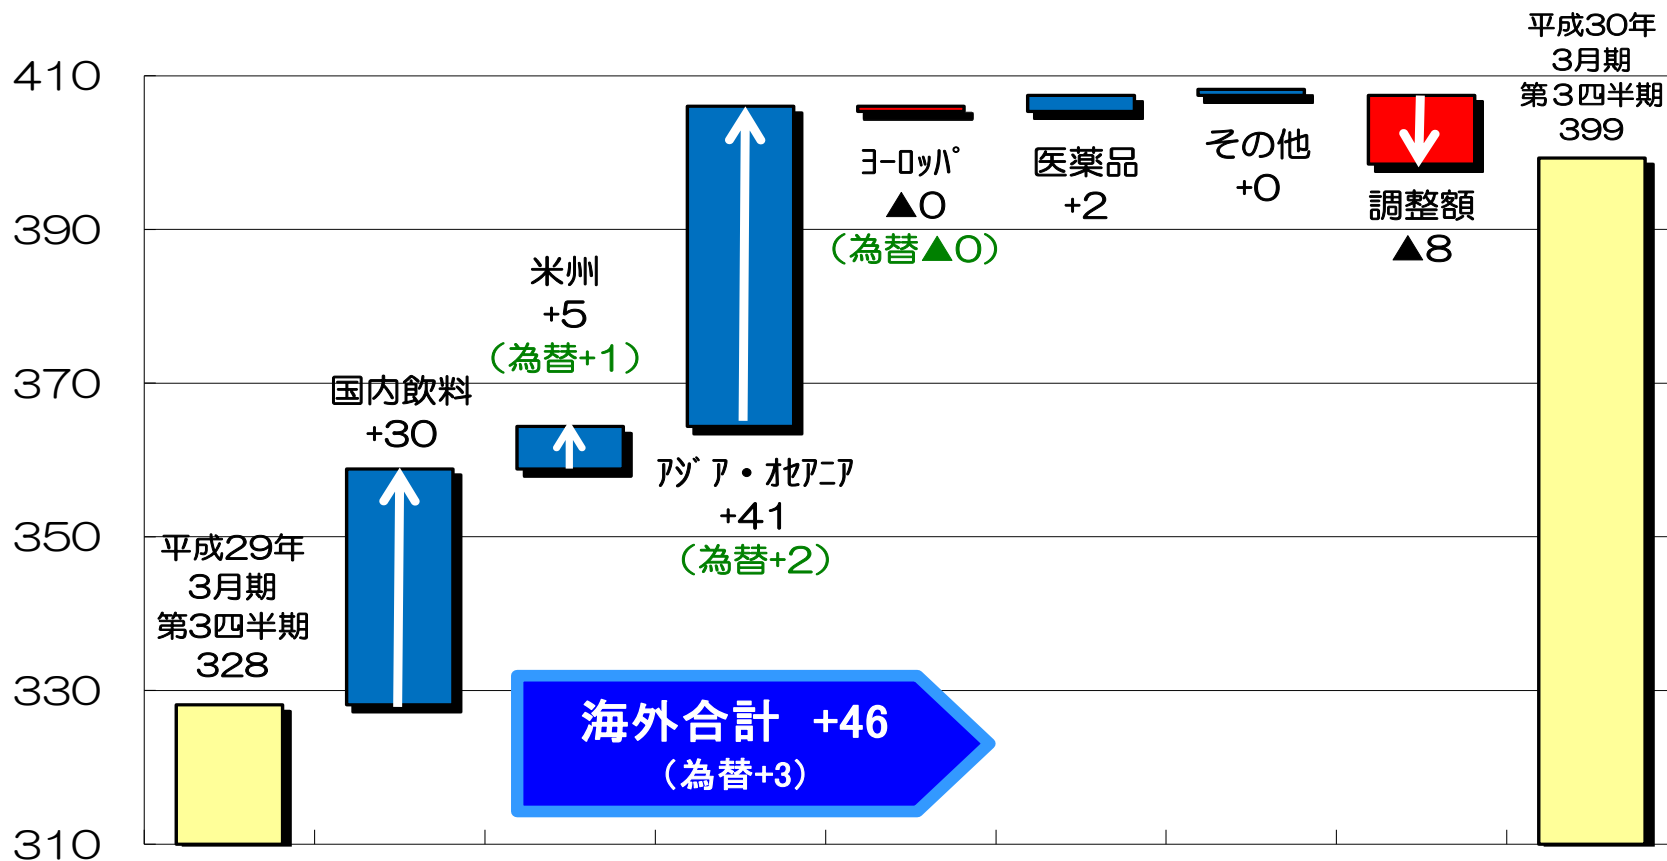 410
390
370
350
330
310
平成29年
3月期
第3四半期
328
国内飲料
+30
米州
+5
(為替+1)
ｱｼﾞｱ・ｵｾｱﾆｱ
+41
(為替+2)
ﾖｰﾛｯﾊﾟ
▲0
(為替▲0)
医薬品
+2
その他
+0
調整額
▲8
平成30年
3月期
第3四半期
399
海外合計 +46
(為替+3)